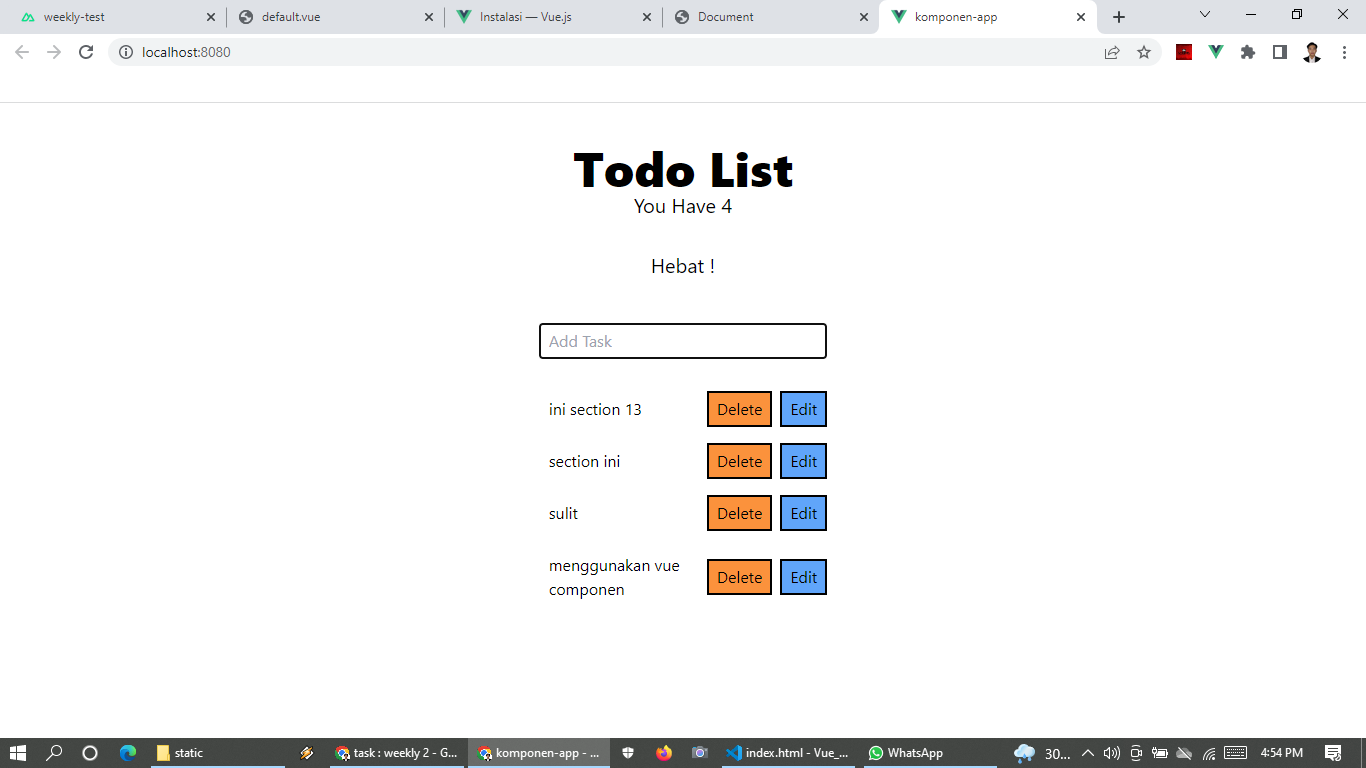 weekly-test
default.vue
Instalasi — Vue.js
Document
komponen-app
localhost:8080
Todo List
You Have 4
Hebat !
Add Task
ini section 13 Delete Edit
section ini Delete Edit
sulit Delete Edit
menggunakan vue
componen Delete Edit
static
task : weekly 2 - G...
komponen-app - ...
index.html - Vue_...
WhatsApp
30...
4:54 PM